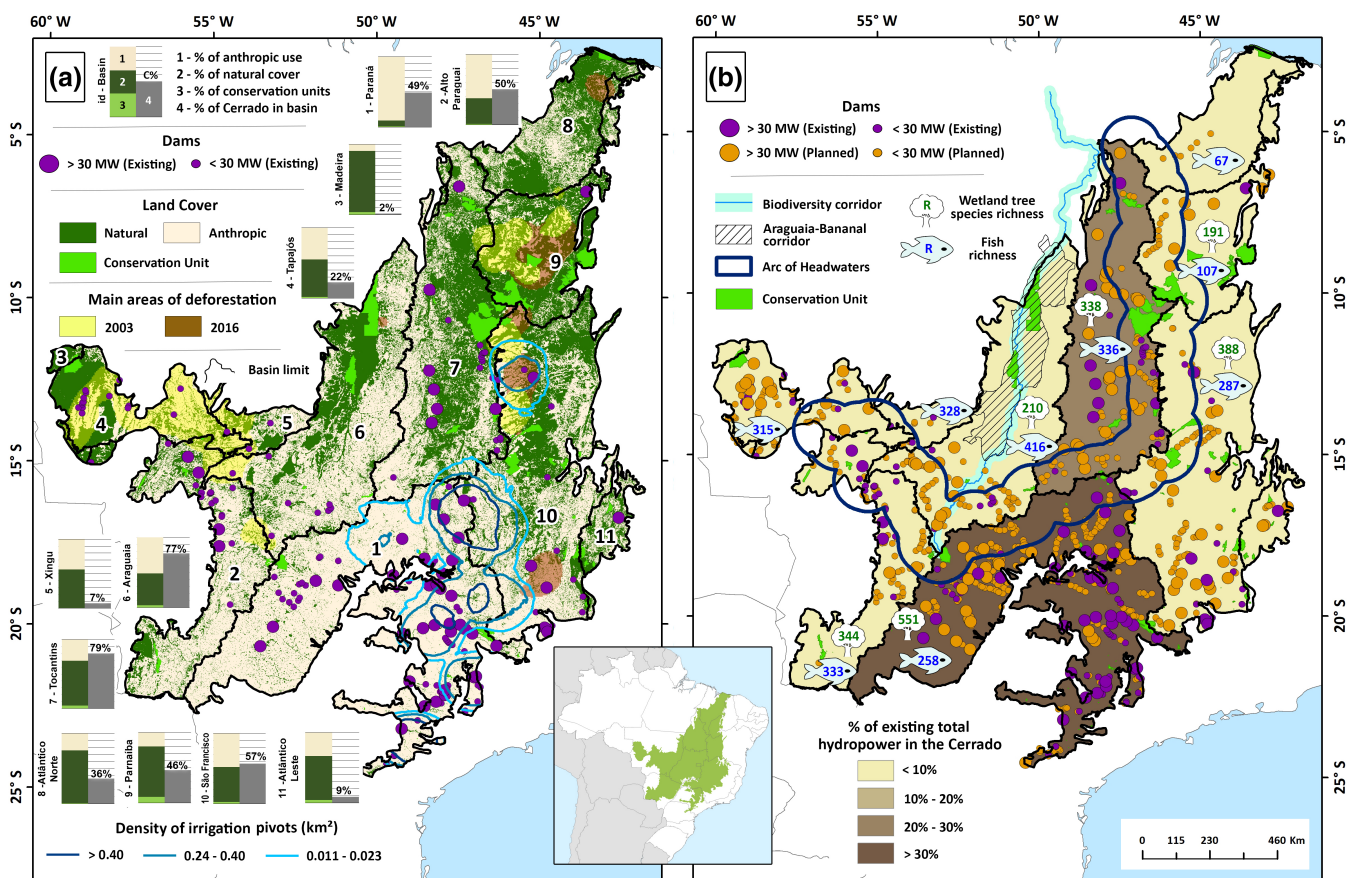 60° W
55° W
50° W
45° W
60° W
55° W
50° W
45° W
5° S
10° S
15° S
20° S
25° S
5°S
10°S
15°S
20°S
25°S
(a)
id - Basin
1
2
3
C%
4
1 - % of anthropic use
2 - % of natural cover
3 - % of conservation units
4 - % of Cerrado in basin
Dams
> 30 MW (Existing)
< 30 MW (Existing)
Land Cover
Natural
Anthropic
Conservation Unit
Main areas of deforestation
2003
2016
Basin limit
1 - Paraná
49%
2 -Alto
Paraguai
50%
3 - Madeira
2%
4 - Tapajós
22%
5 - Xingu
7%
6 - Araguaia
77%
7 - Tocantins
79%
8 -Atlântico
Norte
36%
9 - Parnaíba
46%
10 - São Francisco
57%
11 -Atlântico
Leste
9%
8
9
3
4
5
6
7
10
11
1
2
Density of irrigation pivots (km²)
> 0.40
0.24 - 0.40
0.011 - 0.023
(b)
Dams
> 30 MW (Existing)
< 30 MW (Existing)
> 30 MW (Planned)
< 30 MW (Planned)
Biodiversity corridor
Araguaia-Bananal
corridor
Arc of Headwaters
Conservation Unit
R
Wetland tree
species richness
R
Fish
richness
67
191
107
338
336
388
287
328
210
416
315
344
333
551
258
% of existing total
hydropower in the Cerrado
< 10%
10% - 20%
20% - 30%
> 30%
0
115
230
460 Km